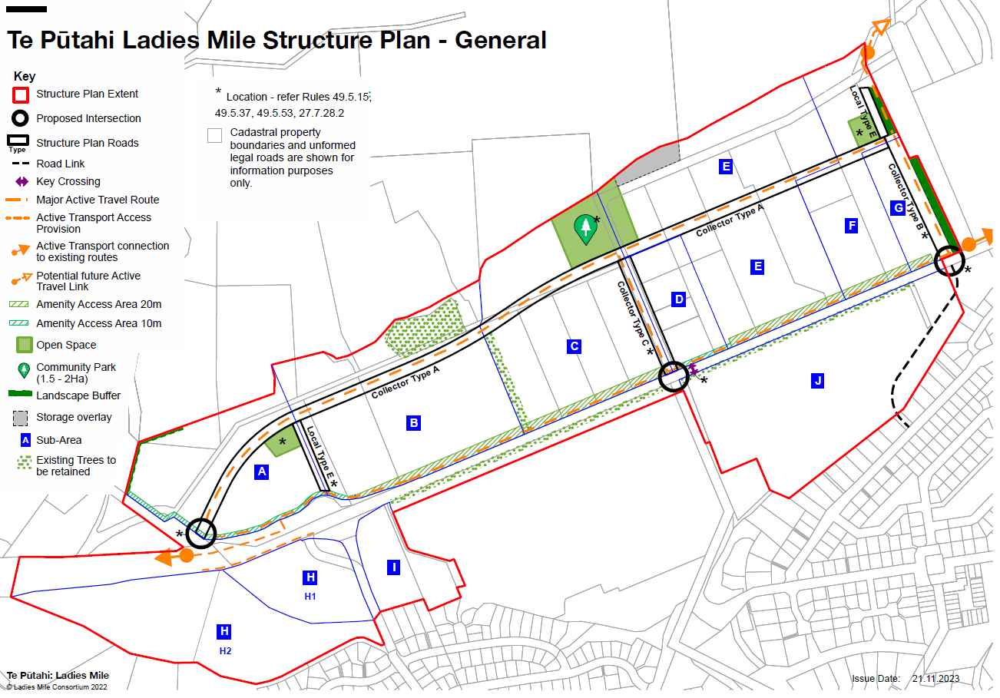 Te Pūtahi Ladies Mile Structure Plan - General
Key
Structure Plan Extent
Proposed Intersection
Structure Plan Roads
Type
Road Link
Key Crossing
Major Active Travel Route
Active Transport Access
Provision
Active Transport connection
to existing routes
Potential future Active
Travel Link
Amenity Access Area 20m
Amenity Access Area 10m
Open Space
Community Park
(1.5 - 2Ha)
Landscape Buffer
Storage overlay
A
Sub-Area
Existing Trees to
be retained
* Location - refer Rules 49.5.15;
49.5.37, 49.5.53, 27.7.28.2
Cadastral property
boundaries and unformed
legal roads are shown for
information purposes
only.
Local Type E
*
E
Collector Type B
*
G
Collector Type A
F
*
E
*
D
Collector Type C
*
C
*
J
Collector Type A
B
*
Local Type E
*
A
*
I
H
H1
H
H2
Te Pūtahi: Ladies Mile
© Ladies Mile Consortium 2022
Issue Date: 21.11.2023